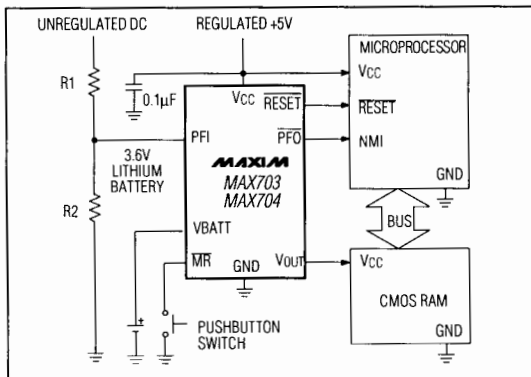 UNREGULATED DC
REGULATED +5V
MICROPROCESSOR
R1
0.1µF
VCC
VCC
RESET
RESET
PFI
PFO
NMI
3.6V
LITHIUM
BATTERY
MAXIM
MAX703
MAX704
GND
R2
VBATT
BUS
MR
GND
VOUT
VCC
CMOS RAM
+
PUSHBUTTON
SWITCH
GND